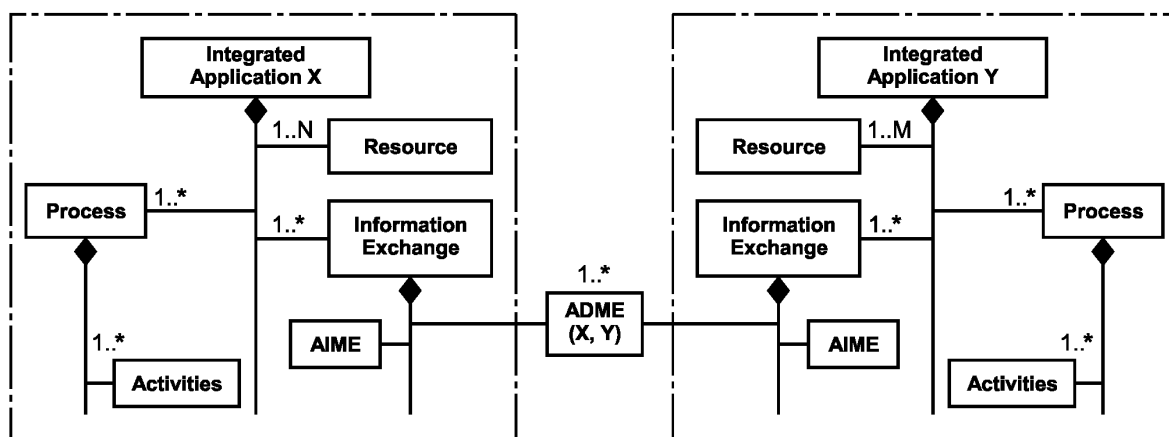 Integrated
Application X
1..N
Resource
Process
1..*
1..*
Information
Exchange
AIME
1..*
Activities
1..*
ADME
(X, Y)
Integrated
Application Y
Resource
1..M
Information
Exchange
1..*
1..*
Process
AIME
1..*
Activities